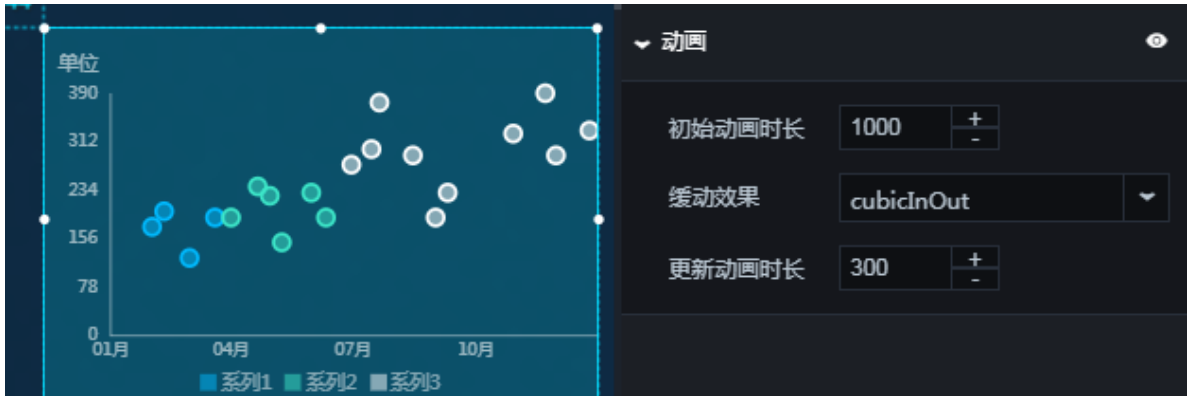 单位
390
312
234
156
78
0
01月 04月 07月 10月
系列1 系列2 系列3
动画
初始动画时长 1000 + -
缓动效果 cubicInOut
更新动画时长 300 + -